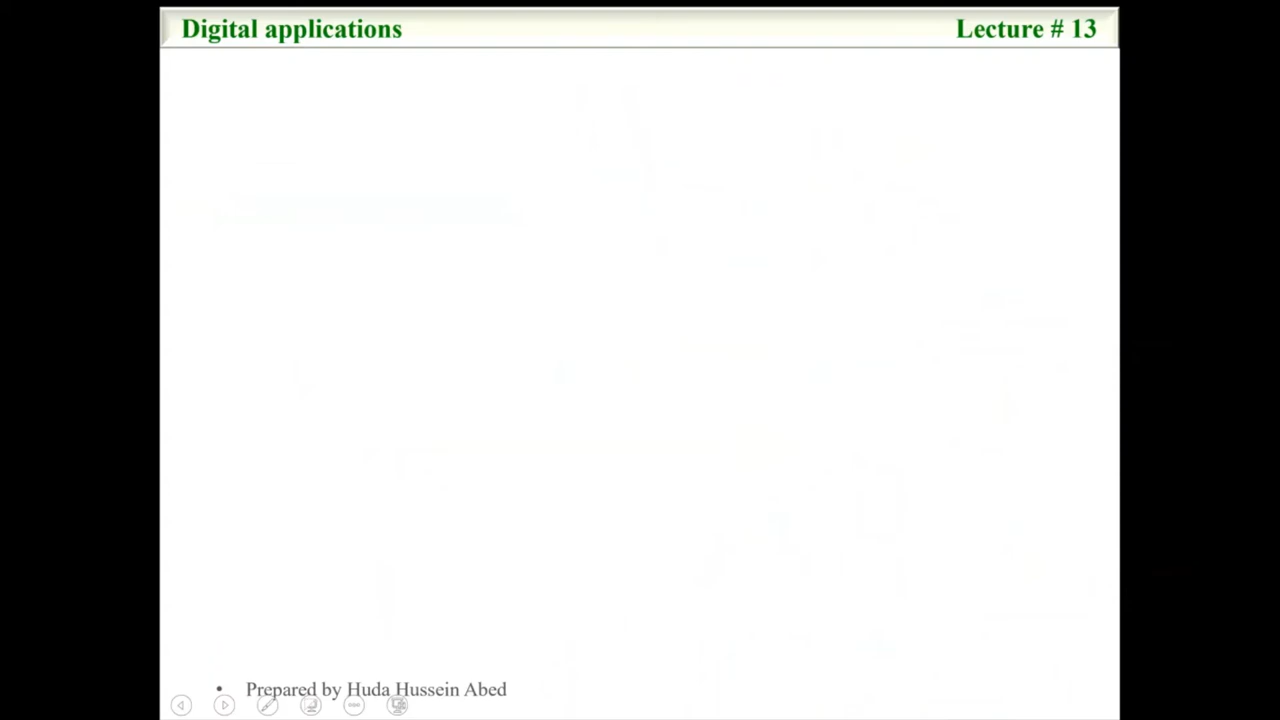 Digital applications
Lecture # 13
• Prepared by Huda Hussein Abed